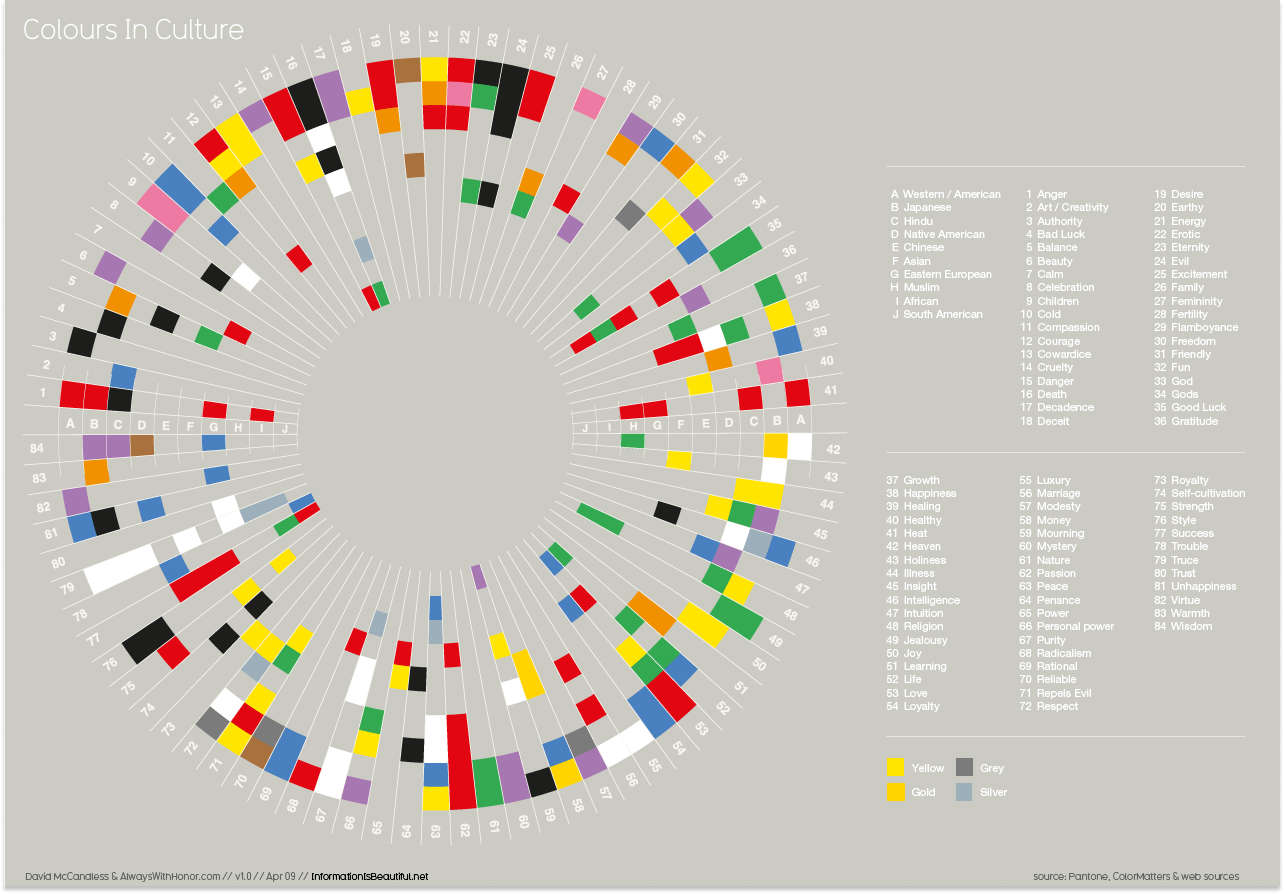 Colours In Culture
1
2
3
4
5
6
7
8
9
10
11
12
13
14
15
16
17
18
19
20
21
22
23
24
25
26
27
28
29
30
31
32
33
34
35
36
37
38
39
40
41
A B C D E F G H I J
J I H G F E D C B A
84
83
82
81
80
79
78
77
76
75
74
73
72
71
70
69
68
67
66
65
64
63
62
61
60
59
58
57
56
55
54
53
52
51
50
49
48
47
46
45
44
43
42
A Western / American
B Japanese
C Hindu
D Native American
E Chinese
F Asian
G Eastern European
H Muslim
I African
J South American
1 Anger
2 Art / Creativity
3 Authority
4 Bad Luck
5 Balance
6 Beauty
7 Calm
8 Celebration
9 Children
10 Cold
11 Compassion
12 Courage
13 Cowardice
14 Cruelty
15 Danger
16 Death
17 Decadence
18 Deceit
19 Desire
20 Earthy
21 Energy
22 Erotic
23 Eternity
24 Evil
25 Excitement
26 Family
27 Femininity
28 Fertility
29 Flamboyance
30 Freedom
31 Friendly
32 Fun
33 God
34 Gods
35 Good Luck
36 Gratitude
37 Growth
38 Happiness
39 Healing
40 Healthy
41 Heat
42 Heaven
43 Holiness
44 Illness
45 Insight
46 Intelligence
47 Intuition
48 Religion
49 Jealousy
50 Joy
51 Learning
52 Life
53 Love
54 Loyalty
55 Luxury
56 Marriage
57 Modesty
58 Money
59 Mourning
60 Mystery
61 Nature
62 Passion
63 Peace
64 Penance
65 Power
66 Personal power
67 Purity
68 Radicalism
69 Rational
70 Reliable
71 Repels Evil
72 Respect
73 Royalty
74 Self-cultivation
75 Strength
76 Style
77 Success
78 Trouble
79 Truce
80 Trust
81 Unhappiness
82 Virtue
83 Warmth
84 Wisdom
Yellow
Grey
Gold
Silver
David McCandless & AlwaysWithHonor.com // v1.0 // Apr 09 // InformationIsBeautiful.net
source: Pantone, ColorMatters & web sources